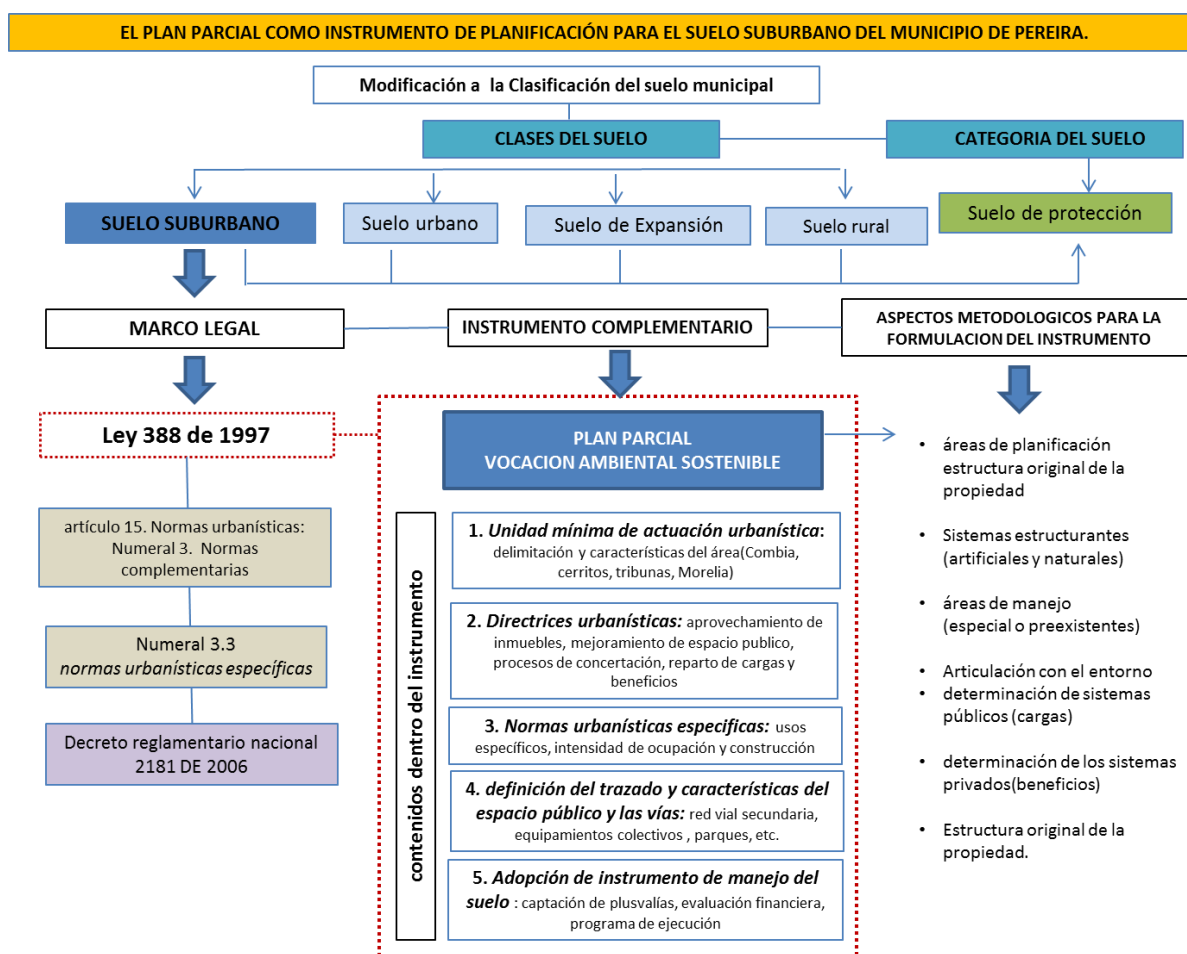 EL PLAN PARCIAL COMO INSTRUMENTO DE PLANIFICACIÓN PARA EL SUELO SUBURBANO DEL MUNICIPIO DE PEREIRA.
Modificación a la Clasificación del suelo municipal
CLASES DEL SUELO
CATEGORIA DEL SUELO
SUELO SUBURBANO
Suelo urbano
Suelo de Expansión
Suelo rural
Suelo de protección
MARCO LEGAL
INSTRUMENTO COMPLEMENTARIO
ASPECTOS METODOLOGICOS PARA LA
FORMULACION DEL INSTRUMENTO
Ley 388 de 1997
artículo 15. Normas urbanísticas:
Numeral 3. Normas
complementarias
Numeral 3.3
normas urbanísticas específicas
Decreto reglamentario nacional
2181 DE 2006
PLAN PARCIAL
VOCACION AMBIENTAL SOSTENIBLE
contenidos dentro del instrumento
1. Unidad mínima de actuación urbanística:
delimitación y características del área(Combia,
cerritos, tribunas, Morelia)
2. Directrices urbanísticas: aprovechamiento de
inmuebles, mejoramiento de espacio publico,
procesos de concertación, reparto de cargas y
beneficios
3. Normas urbanísticas especificas: usos
específicos, intensidad de ocupación y construcción
4. definición del trazado y características del
espacio público y las vías: red vial secundaria,
equipamientos colectivos , parques, etc.
5. Adopción de instrumento de manejo del
suelo : captación de plusvalías, evaluación financiera,
programa de ejecución
• áreas de planificación
estructura original de la
propiedad
• Sistemas estructurantes
(artificiales y naturales)
• áreas de manejo
(especial o preexistentes)
• Articulación con el entorno
• determinación de sistemas
públicos (cargas)
• determinación de los sistemas
privados(beneficios)
• Estructura original de la
propiedad.